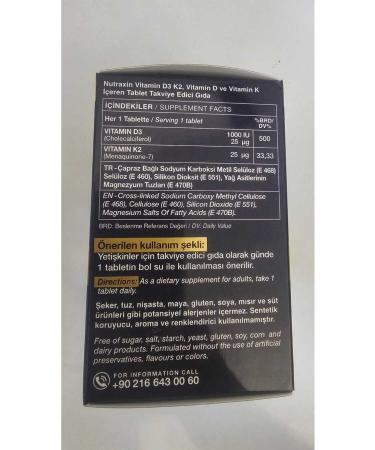 Nutraxin Vitamin D3 K2, Vitamin D ve Vitamin K
İçeren Tablet Takviye Edici Gıda
İÇİNDEKİLER / SUPPLEMENT FACTS
Her 1 Tablette / Serving 1 tablet %BRD/ DV%
VITAMIN D3 1000 IU 500
(Cholecalciferol) 25 µg
VITAMIN K2 25 µg 33,33
(Menaquinone-7)
TR - Çapraz Bağlı Sodyum Karboksi Metil Selüloz (E 468)
Selüloz (E 460), Silikon Dioksit (E 551), Yağ Asitlerinin
Magnezyum Tuzları (E 470B)
EN - Cross-linked Sodium Carboxy Methyl Cellulose
(E 468), Cellulose (E 460), Silicon Dioxide (E 551),
Magnesium Salts Of Fatty Acids (E 470B).
BRD: Beslenme Referans Değeri / DV: Daily Value
Önerilen kullanım şekli:
Yetişkinler için takviye edici gıda olarak günde
1 tabletin bol su ile kullanılması önerilir.
Directions: As a dietary supplement for adults, take 1
tablet daily.
Şeker, tuz, nişasta, maya, gluten, soya, mısır ve süt
ürünleri gibi potansiyel alerjenler içermez. Sentetik
koruyucu, aroma ve renklendirici kullanılmamıştır.
Free of sugar, salt, starch, yeast, gluten, soy, corn and
dairy products. Formulated without the use of artificial
preservatives, flavours or colors.
FOR INFORMATION CALL
+90 216 643 00 60